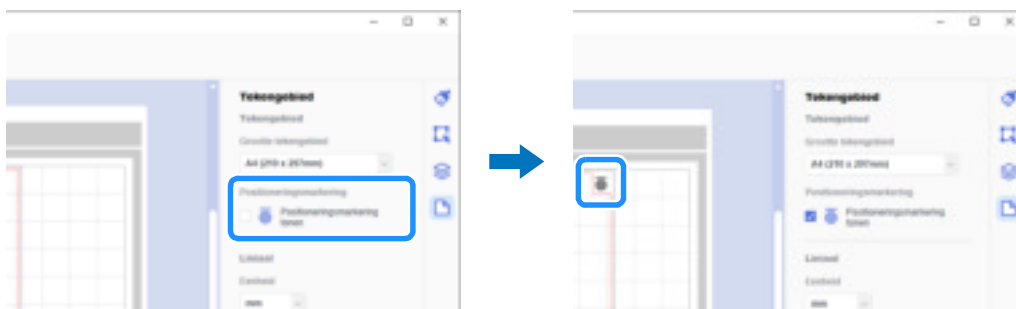 Tekengebied
Tekengebied
Grootte tekengebied
A4 (210 x 297mm)
Positioneringsmarkering
Positioneringsmarkering
tonen
Liniaal
Eenheid
mm
Tekengebied
Tekengebied
Grootte tekengebied
A4 (210 x 297mm)
Positioneringsmarkering
Positioneringsmarkering
tonen
Liniaal
Eenheid
mm